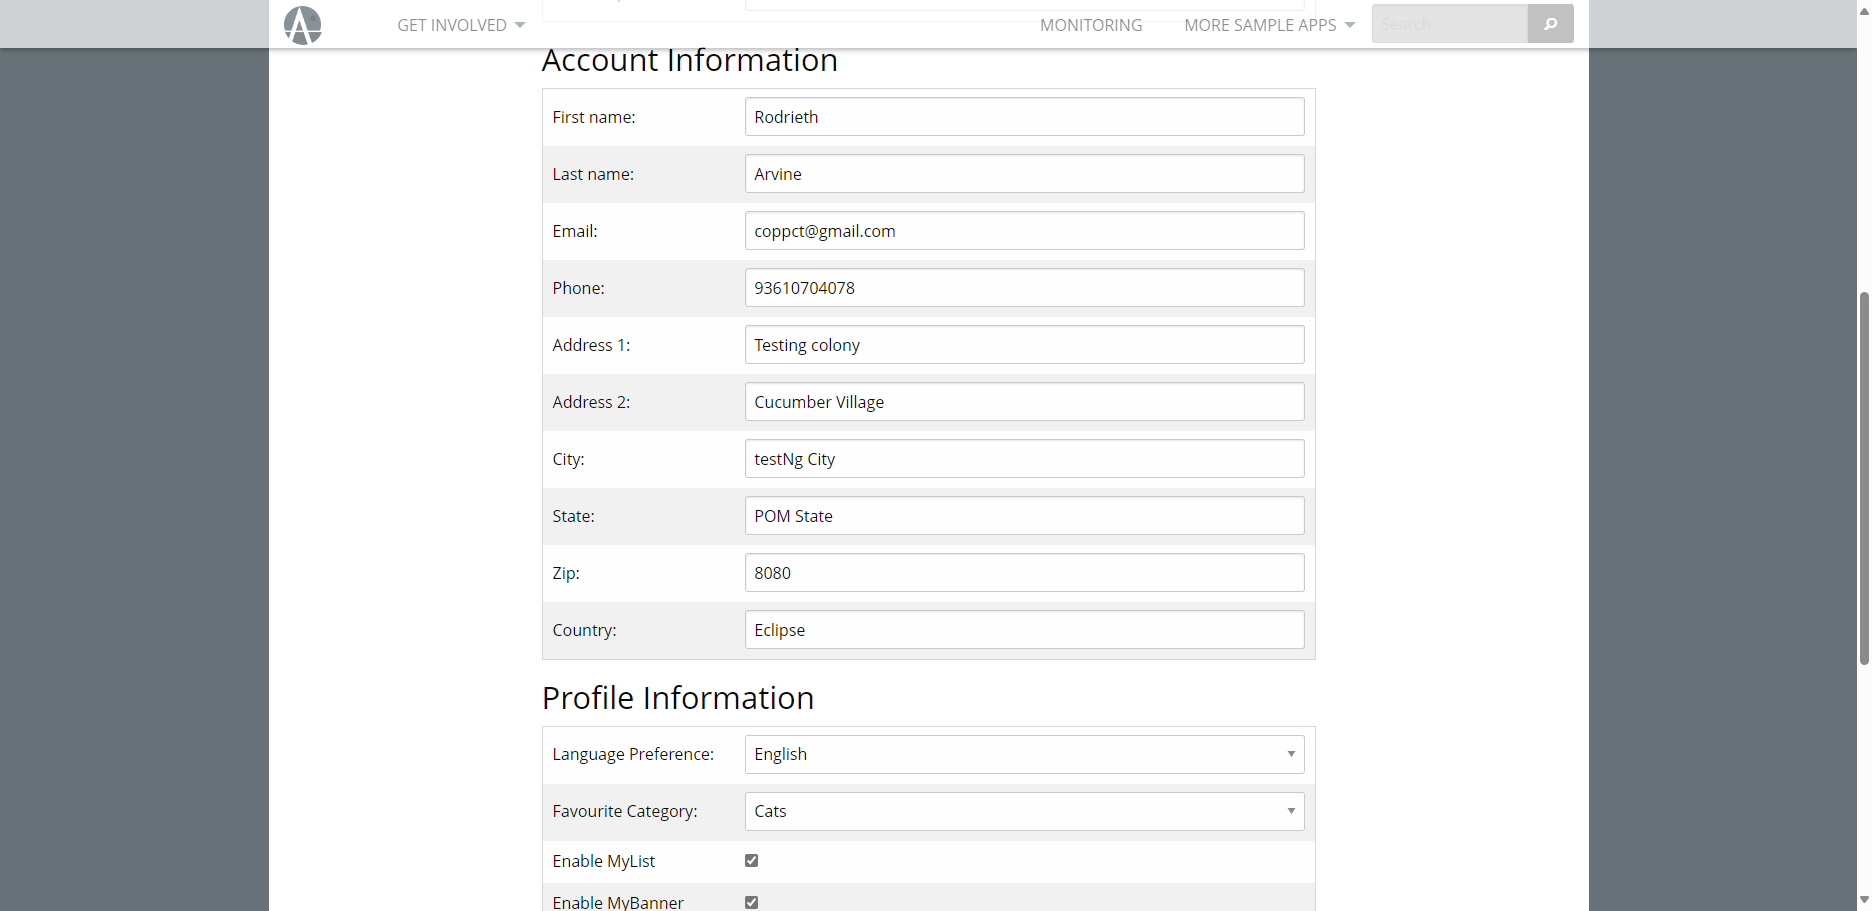 GET INVOLVED MONITORING MORE SAMPLE APPS Search
Account Information
First name: Rodrieth
Last name: Arvine
Email: coppct@gmail.com
Phone: 93610704078
Address 1: Testing colony
Address 2: Cucumber Village
City: testNg City
State: POM State
Zip: 8080
Country: Eclipse
Profile Information
Language Preference: English
Favourite Category: Cats
Enable MyList
Enable MyBanner